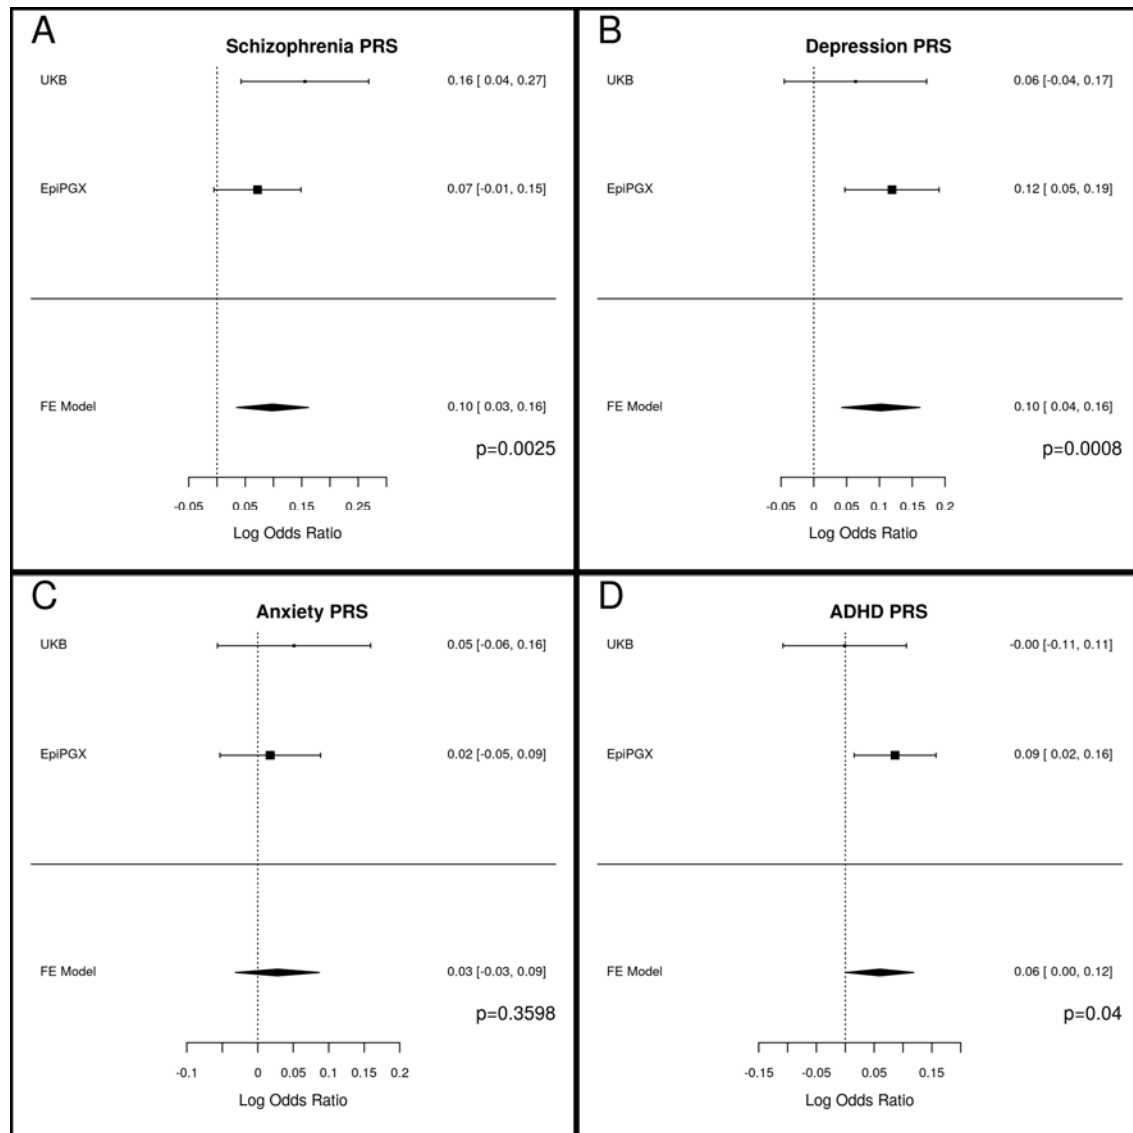 A
Schizophrenia PRS
UKB 0.16 [ 0.04, 0.27]
EpiPGX 0.07 [-0.01, 0.15]
FE Model 0.10 [ 0.03, 0.16]
p=0.0025
-0.05 0.05 0.15 0.25
Log Odds Ratio
B
Depression PRS
UKB 0.06 [-0.04, 0.17]
EpiPGX 0.12 [ 0.05, 0.19]
FE Model 0.10 [ 0.04, 0.16]
p=0.0008
-0.05 0 0.05 0.1 0.15 0.2
Log Odds Ratio
C
Anxiety PRS
UKB 0.05 [-0.06, 0.16]
EpiPGX 0.02 [-0.05, 0.09]
FE Model 0.03 [-0.03, 0.09]
p=0.3598
-0.1 0 0.05 0.1 0.15 0.2
Log Odds Ratio
D
ADHD PRS
UKB -0.00 [-0.11, 0.11]
EpiPGX 0.09 [ 0.02, 0.16]
FE Model 0.06 [ 0.00, 0.12]
p=0.04
-0.15 -0.05 0.05 0.15
Log Odds Ratio